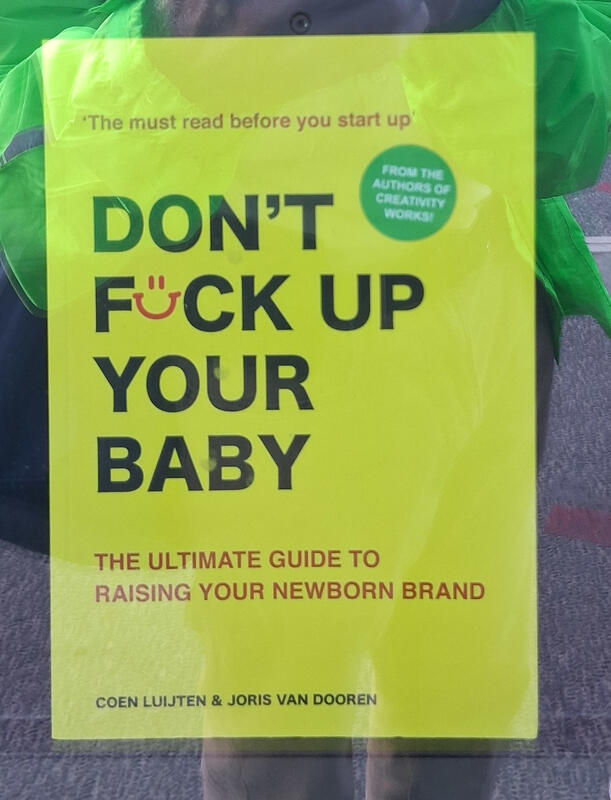 'The must read before you start up'
FROM THE
AUTHORS OF
CREATIVITY
WORKS!
DON'T
FÜCK UP
YOUR
BABY
THE ULTIMATE GUIDE TO
RAISING YOUR NEWBORN BRAND
COEN LUIJTEN & JORIS VAN DOOREN